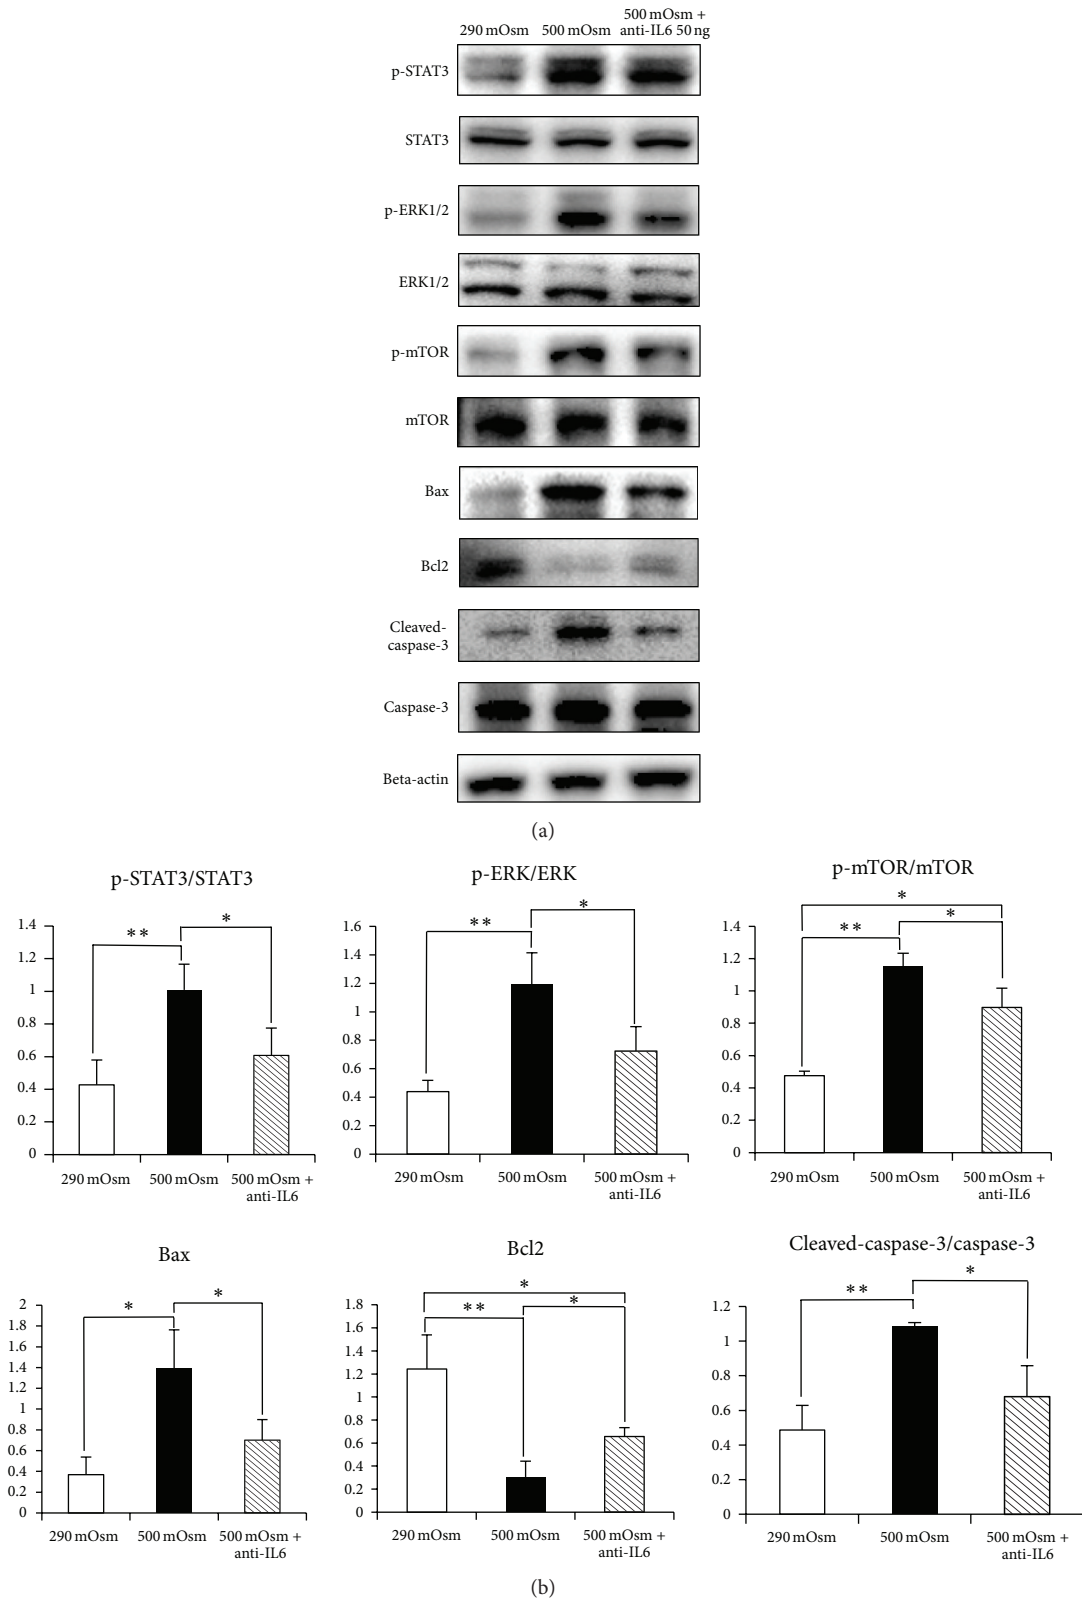 290 mOsm 500 mOsm 500 mOsm +
anti-IL6 50 ng
p-STAT3
STAT3
p-ERK1/2
ERK1/2
p-mTOR
mTOR
Bax
Bcl2
Cleaved-
caspase-3
Caspase-3
Beta-actin
(a)
p-STAT3/STAT3
1.4
1.2
1
0.8
0.6
0.4
0.2
0
** *
290 mOsm 500 mOsm 500 mOsm +
anti-IL6
p-ERK/ERK
1.6
1.4
1.2
1
0.8
0.6
0.4
0.2
0
** *
290 mOsm 500 mOsm 500 mOsm +
anti-IL6
p-mTOR/mTOR
1.4
1.2
1
0.8
0.6
0.4
0.2
0
*
** *
290 mOsm 500 mOsm 500 mOsm +
anti-IL6
Bax
2
1.8
1.6
1.4
1.2
1
0.8
0.6
0.4
0.2
0
* *
290 mOsm 500 mOsm 500 mOsm +
anti-IL6
Bcl2
1.8
1.6
1.4
1.2
1
0.8
0.6
0.4
0.2
0
*
** *
290 mOsm 500 mOsm 500 mOsm +
anti-IL6
Cleaved-caspase-3/caspase-3
1.2
1
0.8
0.6
0.4
0.2
0
** *
290 mOsm 500 mOsm 500 mOsm +
anti-IL6
(b)